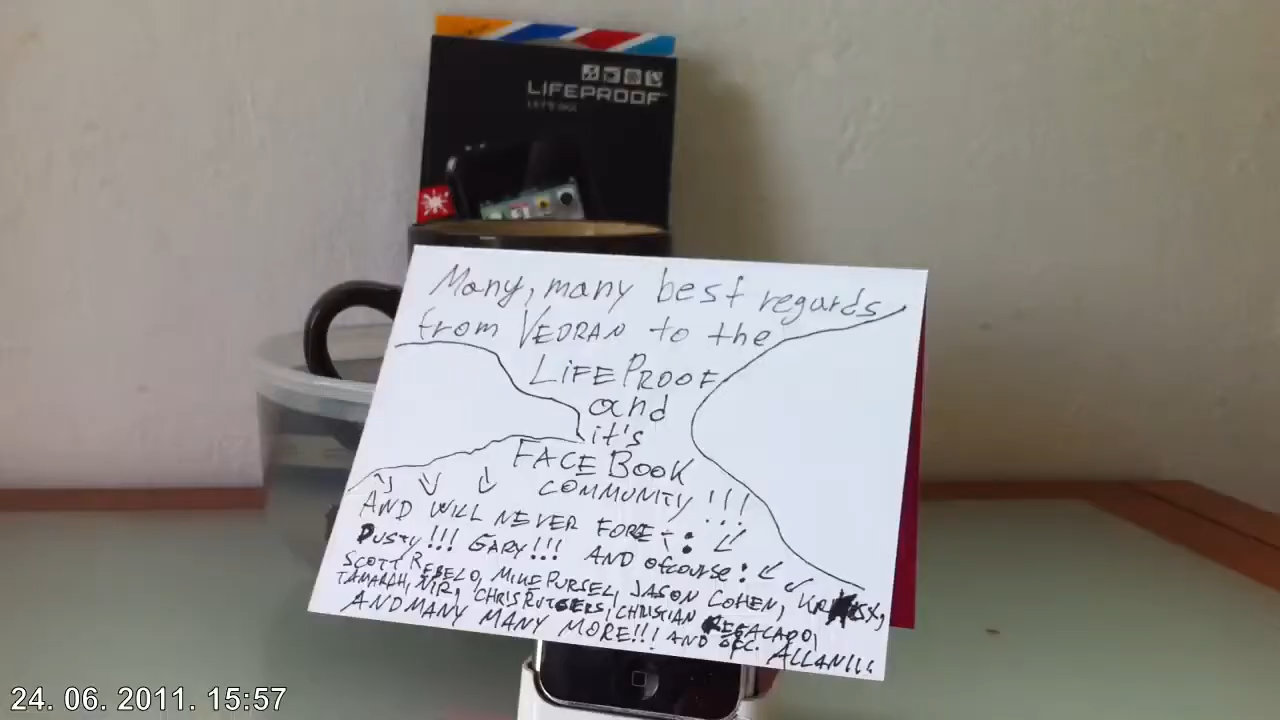 LIFEPROOF
Many, many best regards
from VEDRAN to the
LIFEPROOF
and
it's
FACEBOOK
COMMUNITY !!!
AND WILL NEVER FORGET:
DUSTY!!! GARY!!! AND ofcourse:
SCOTT REBELO, MIKE PURSEL, JASON COHEN,
TAMARAH, NIR, CHRIS RUTGERS, CHRISTIAN REGALADO,
AND MANY MANY MORE!!! AND OFC. ALLAN!!!
24. 06. 2011. 15:57